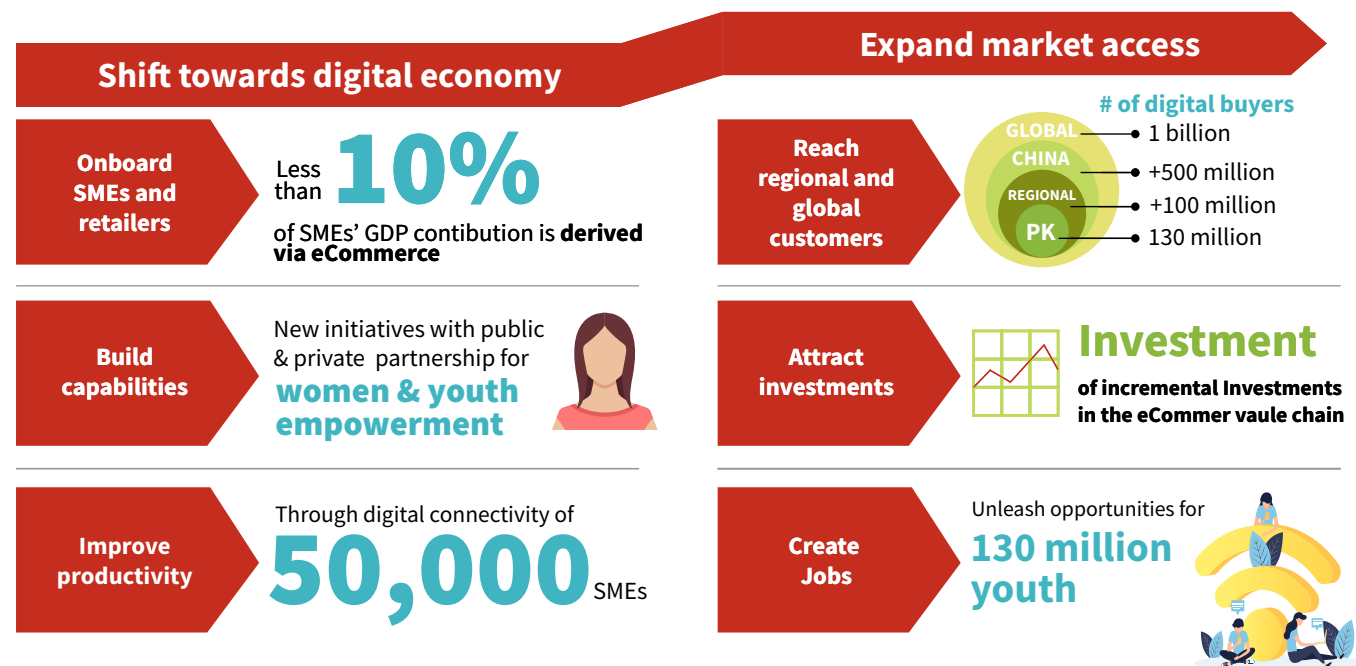 Shift towards digital economy
Expand market access
Onboard
SMEs and
retailers
Less
than
10%
of SMEs’ GDP contibution is derived
via eCommerce
Build
capabilities
New initiatives with public
& private partnership for
women & youth
empowerment
Improve
productivity
Through digital connectivity of
50,000 SMEs
Reach
regional and
global
customers
# of digital buyers
GLOBAL 1 billion
CHINA +500 million
REGIONAL +100 million
PK 130 million
Attract
investments
Investment
of incremental Investments
in the eCommer vaule chain
Create
Jobs
Unleash opportunities for
130 million
youth